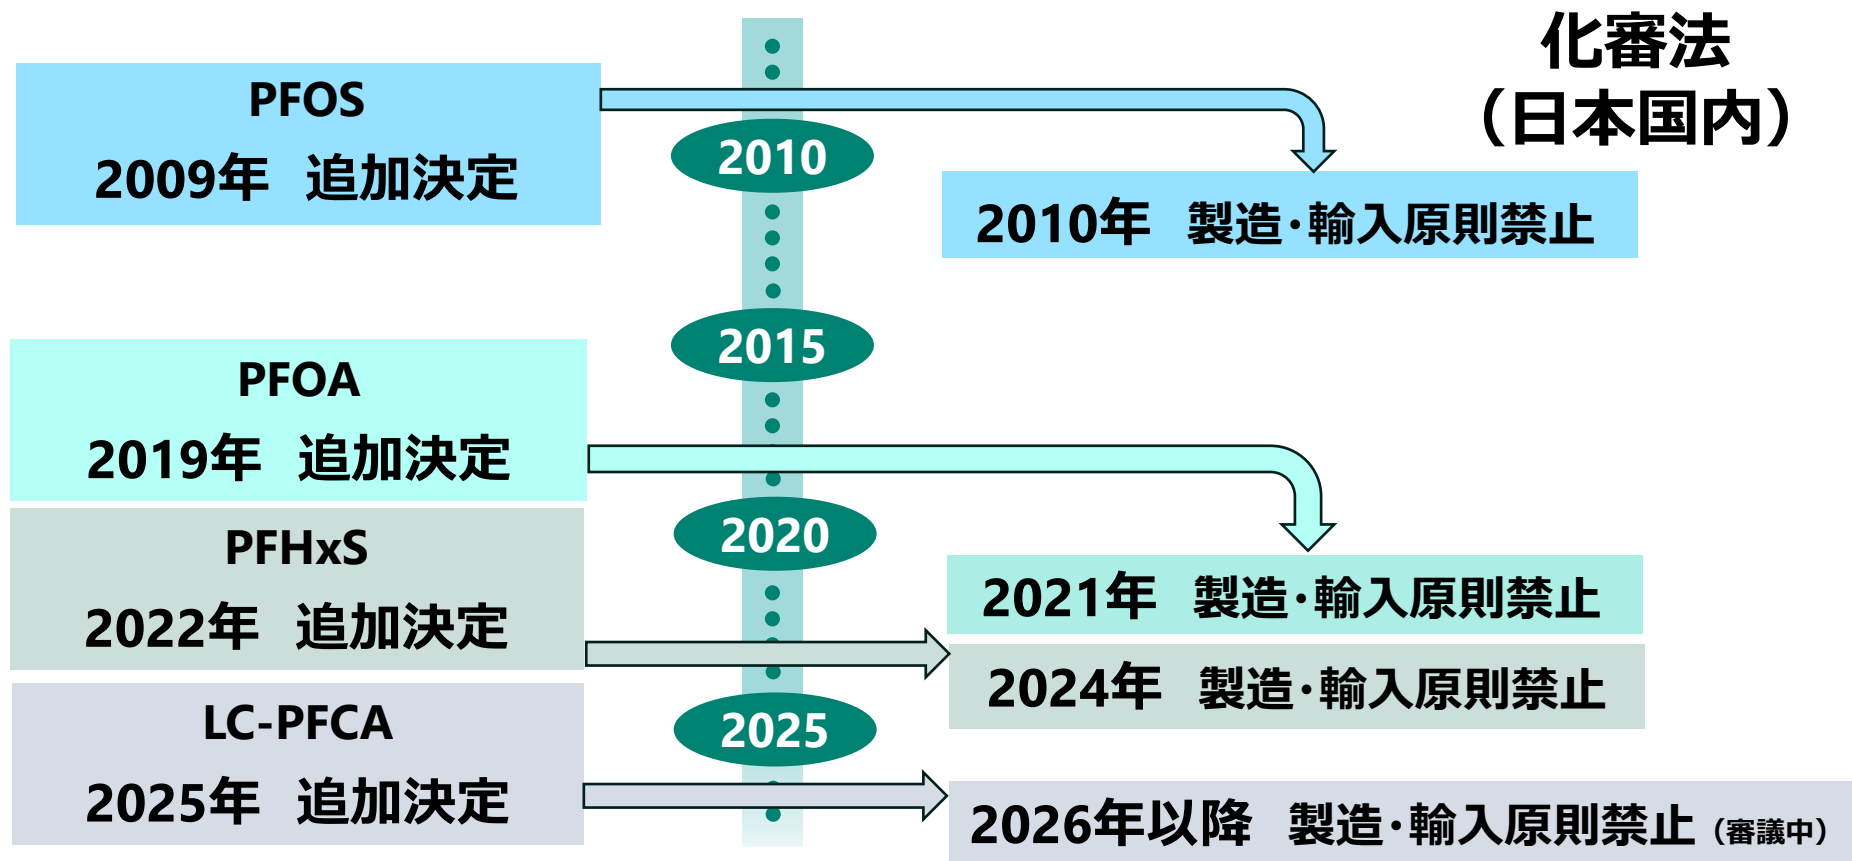 化審法
（日本国内）
PFOS
2009年　追加決定
2010
2010年　製造・輸入原則禁止
2015
PFOA
2019年　追加決定
2020
PFHxS
2022年　追加決定
2021年　製造・輸入原則禁止
2024年　製造・輸入原則禁止
LC-PFCA
2025年　追加決定
2025
2026年以降　製造・輸入原則禁止（審議中）